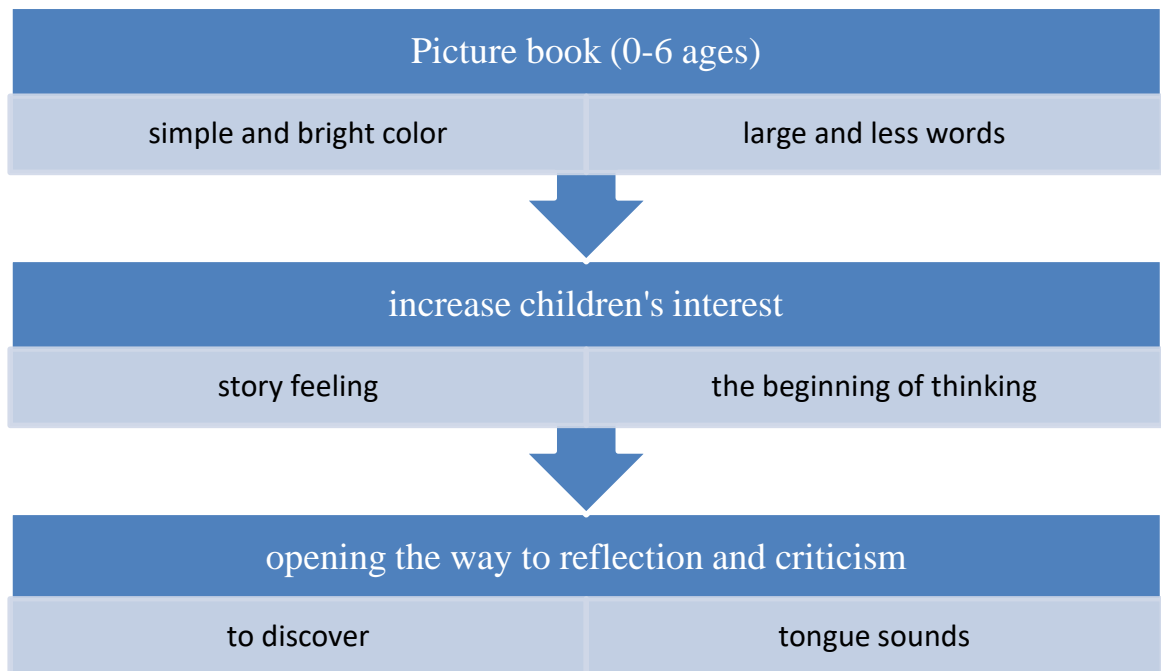 Picture book (0-6 ages)
simple and bright color
large and less words
increase children's interest
story feeling
the beginning of thinking
opening the way to reflection and criticism
to discover
tongue sounds